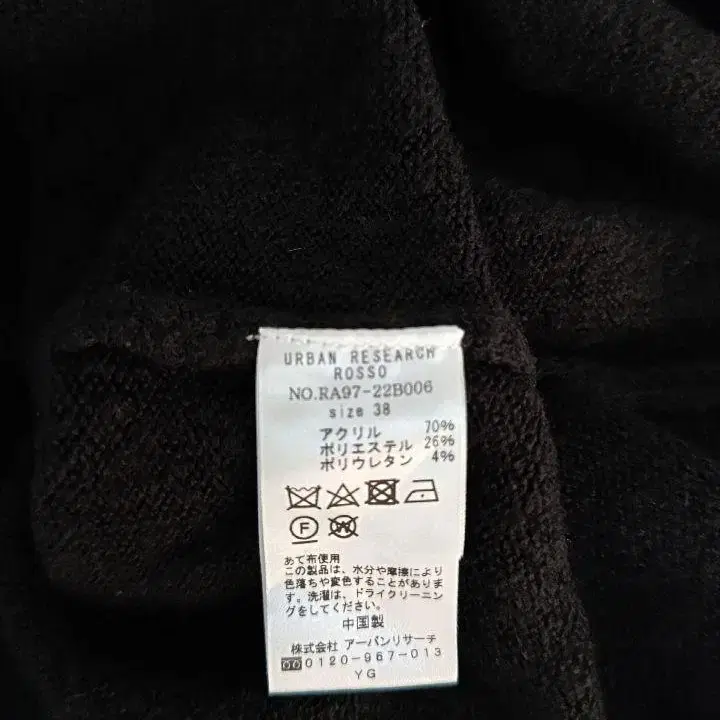 URBAN RESEARCH
ROSSO
NO.RA97-22B006
size 38
アクリル 70%
ポリエステル 26%
ポリウレタン 4%
F W
あて布使用
この製品は、水分や摩擦により
色落ちや変色することがありま
す。洗濯は、ドライクリーニン
グをしてください。
中国製
株式会社 アーバンリサーチ
0120-967-013
YG